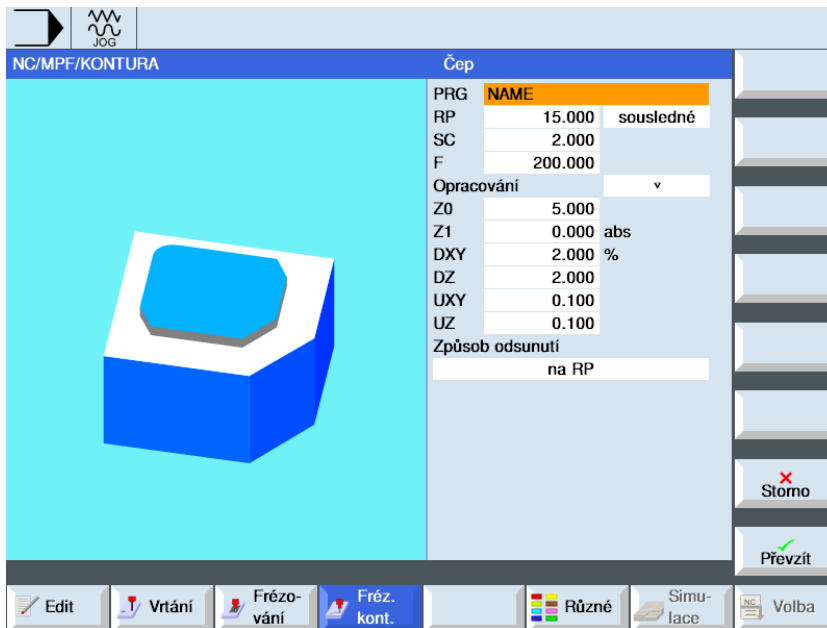 JOG
NC/MPF/KONTURA
Čep
PRG NAME
RP 15.000 sousledné
SC 2.000
F 200.000
Opracování ▿
Z0 5.000
Z1 0.000 abs
DXY 2.000 %
DZ 2.000
UXY 0.100
UZ 0.100
Způsob odsunutí
na RP
Storno
Převzít
Edit
Vrtání
Frézo-
vání
Fréz.
kont.
Různé
Simu-
lace
NC
Volba